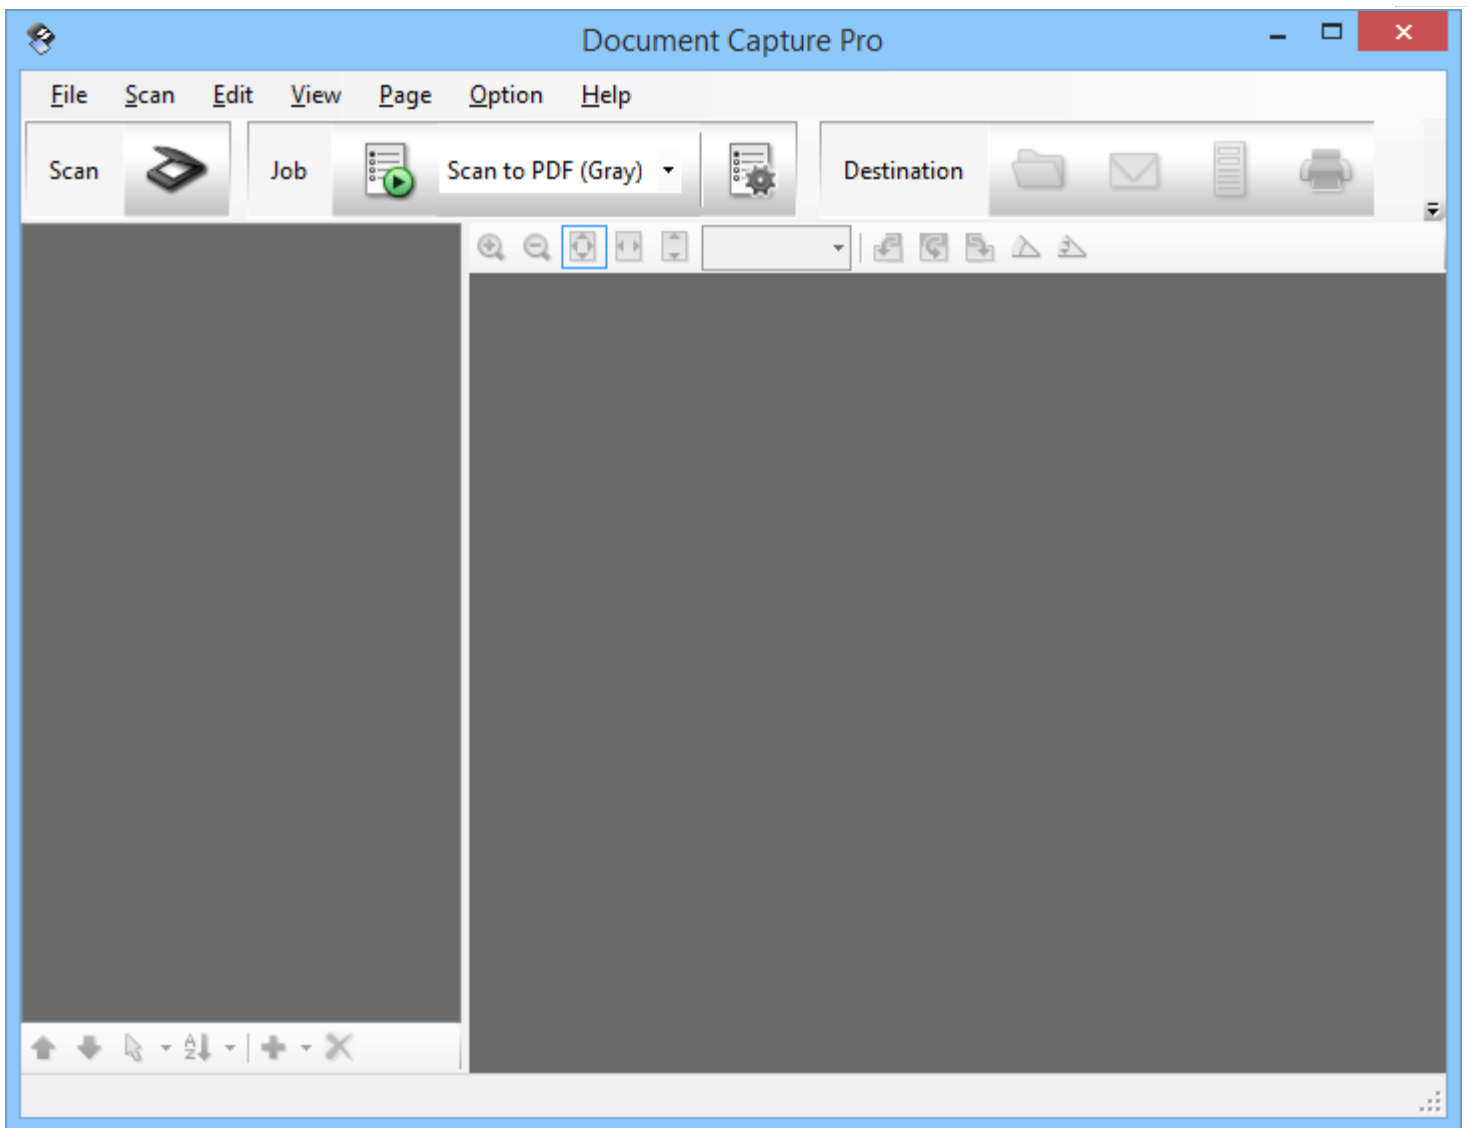 Document Capture Pro
File Scan Edit View Page Option Help
Scan Job Scan to PDF (Gray) Destination